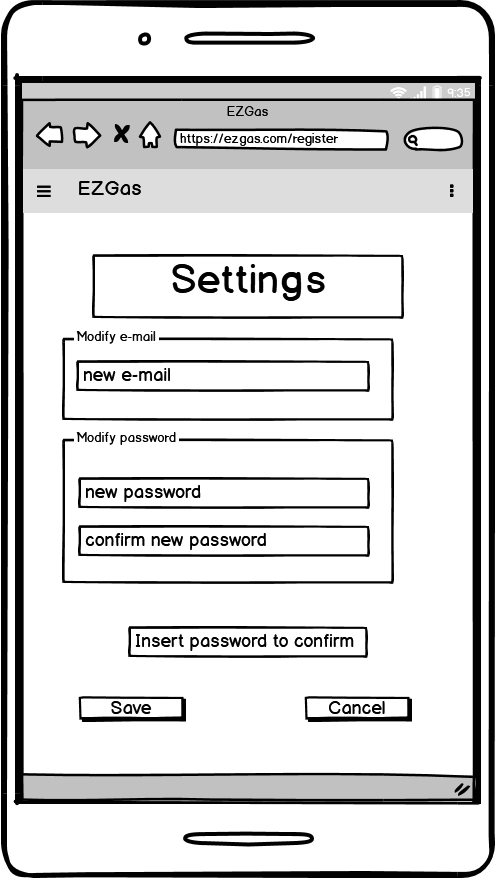 9:35
EZGas
https://ezgas.com/register
EZGas
Settings
Modify e-mail
new e-mail
Modify password
new password
confirm new password
Insert password to confirm
Save
Cancel